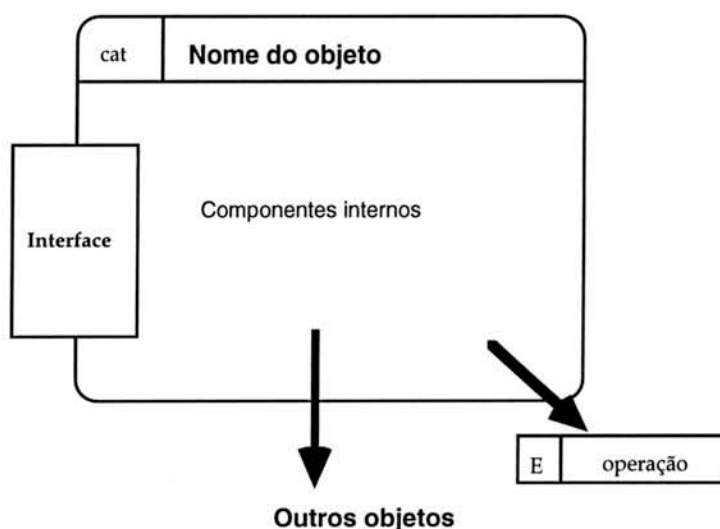 cat Nome do objeto
Componentes internos
Interface
E operação
Outros objetos